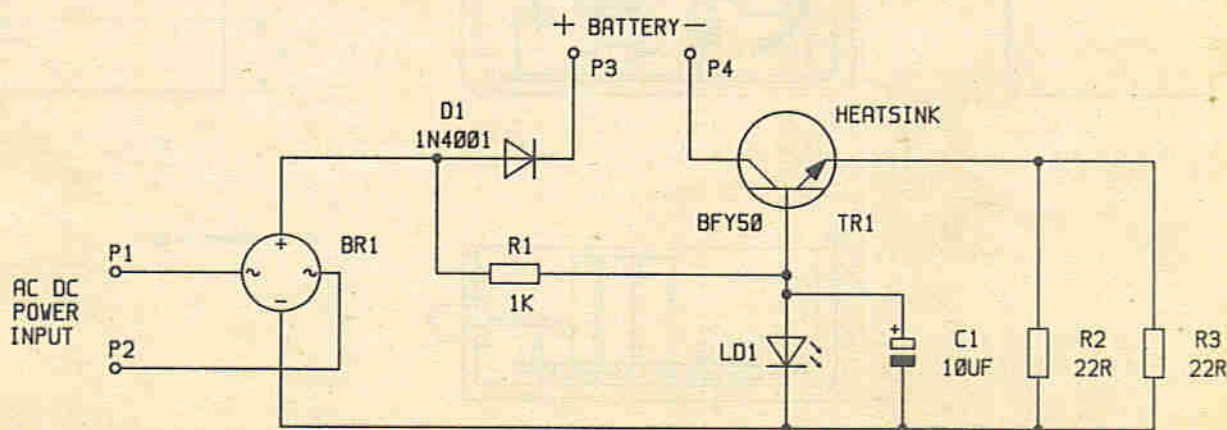 + BATTERY −
P3
P4
D1
1N4001
HEATSINK
BFY50
TR1
P1
BR1
+
~ ~
−
R1
1K
AC DC
POWER
INPUT
P2
LD1
+
C1
10UF
R2
22R
R3
22R